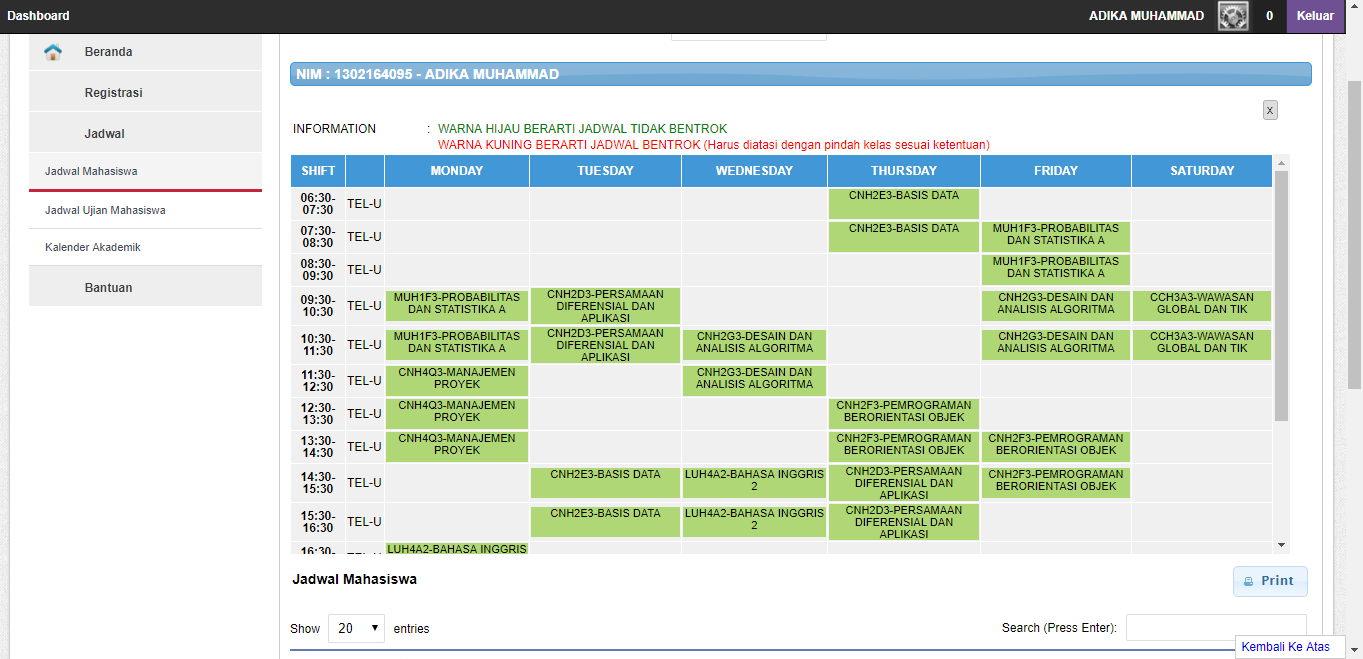 Dashboard
ADIKA MUHAMMAD 0 Keluar
Beranda
Registrasi
Jadwal
Jadwal Mahasiswa
Jadwal Ujian Mahasiswa
Kalender Akademik
Bantuan
NIM : 1302164095 - ADIKA MUHAMMAD
X
INFORMATION : WARNA HIJAU BERARTI JADWAL TIDAK BENTROK
WARNA KUNING BERARTI JADWAL BENTROK (Harus diatasi dengan pindah kelas sesuai ketentuan)
SHIFT MONDAY TUESDAY WEDNESDAY THURSDAY FRIDAY SATURDAY
06:30-
07:30
TEL-U
CNH2E3-BASIS DATA
07:30-
08:30
TEL-U
CNH2E3-BASIS DATA
MUH1F3-PROBABILITAS
DAN STATISTIKA A
08:30-
09:30
TEL-U
MUH1F3-PROBABILITAS
DAN STATISTIKA A
09:30-
10:30
TEL-U
MUH1F3-PROBABILITAS
DAN STATISTIKA A
CNH2D3-PERSAMAAN
DIFERENSIAL DAN
APLIKASI
CNH2G3-DESAIN DAN
ANALISIS ALGORITMA
CCH3A3-WAWASAN
GLOBAL DAN TIK
10:30-
11:30
TEL-U
MUH1F3-PROBABILITAS
DAN STATISTIKA A
CNH2D3-PERSAMAAN
DIFERENSIAL DAN
APLIKASI
CNH2G3-DESAIN DAN
ANALISIS ALGORITMA
CNH2G3-DESAIN DAN
ANALISIS ALGORITMA
CCH3A3-WAWASAN
GLOBAL DAN TIK
11:30-
12:30
TEL-U
CNH4Q3-MANAJEMEN
PROYEK
CNH2G3-DESAIN DAN
ANALISIS ALGORITMA
12:30-
13:30
TEL-U
CNH4Q3-MANAJEMEN
PROYEK
CNH2F3-PEMROGRAMAN
BERORIENTASI OBJEK
13:30-
14:30
TEL-U
CNH4Q3-MANAJEMEN
PROYEK
CNH2F3-PEMROGRAMAN
BERORIENTASI OBJEK
CNH2F3-PEMROGRAMAN
BERORIENTASI OBJEK
14:30-
15:30
TEL-U
CNH2E3-BASIS DATA
LUH4A2-BAHASA INGGRIS
2
CNH2D3-PERSAMAAN
DIFERENSIAL DAN
APLIKASI
CNH2F3-PEMROGRAMAN
BERORIENTASI OBJEK
15:30-
16:30
TEL-U
CNH2E3-BASIS DATA
LUH4A2-BAHASA INGGRIS
2
CNH2D3-PERSAMAAN
DIFERENSIAL DAN
APLIKASI
16:30-
LUH4A2-BAHASA INGGRIS
Jadwal Mahasiswa
Print
Show 20 entries
Search (Press Enter):
Kembali Ke Atas